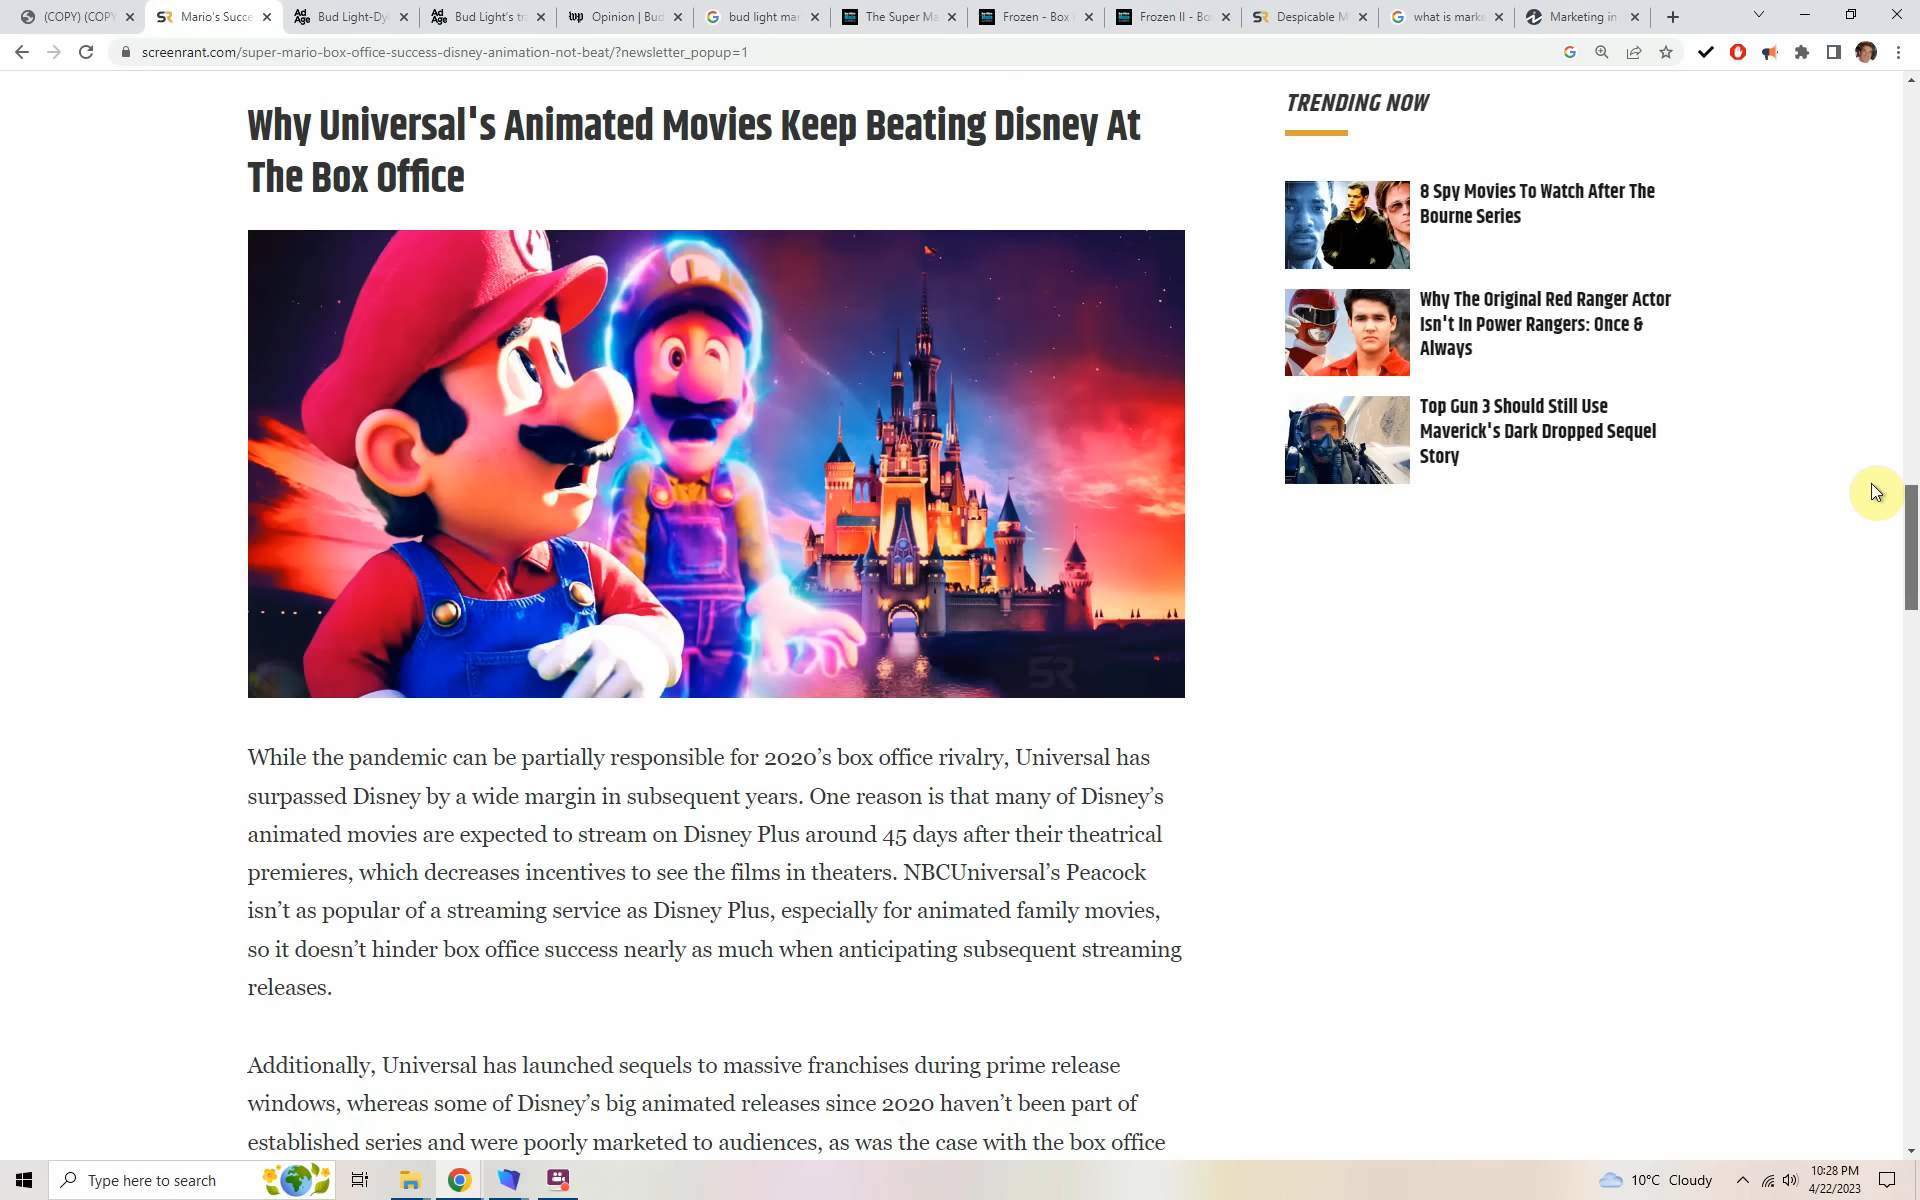 (COPY) (COP
Mario's Succe
Bud Light-Dy
Bud Light's tr
Opinion | Bud
bud light mar
The Super Ma
Frozen - Box
Frozen II - Bo
Despicable M
what is marke
Marketing in
screenrant.com/super-mario-box-office-success-disney-animation-not-beat/?newsletter_popup=1
Why Universal's Animated Movies Keep Beating Disney At
The Box Office
SR
While the pandemic can be partially responsible for 2020's box office rivalry, Universal has
surpassed Disney by a wide margin in subsequent years. One reason is that many of Disney's
animated movies are expected to stream on Disney Plus around 45 days after their theatrical
premieres, which decreases incentives to see the films in theaters. NBCUniversal's Peacock
isn't as popular of a streaming service as Disney Plus, especially for animated family movies,
so it doesn't hinder box office success nearly as much when anticipating subsequent streaming
releases.
Additionally, Universal has launched sequels to massive franchises during prime release
windows, whereas some of Disney's big animated releases since 2020 haven't been part of
established series and were poorly marketed to audiences, as was the case with the box office
TRENDING NOW
8 Spy Movies To Watch After The
Bourne Series
Why The Original Red Ranger Actor
Isn't In Power Rangers: Once &
Always
Top Gun 3 Should Still Use
Maverick's Dark Dropped Sequel
Story
Type here to search
10°C Cloudy
10:28 PM
4/22/2023